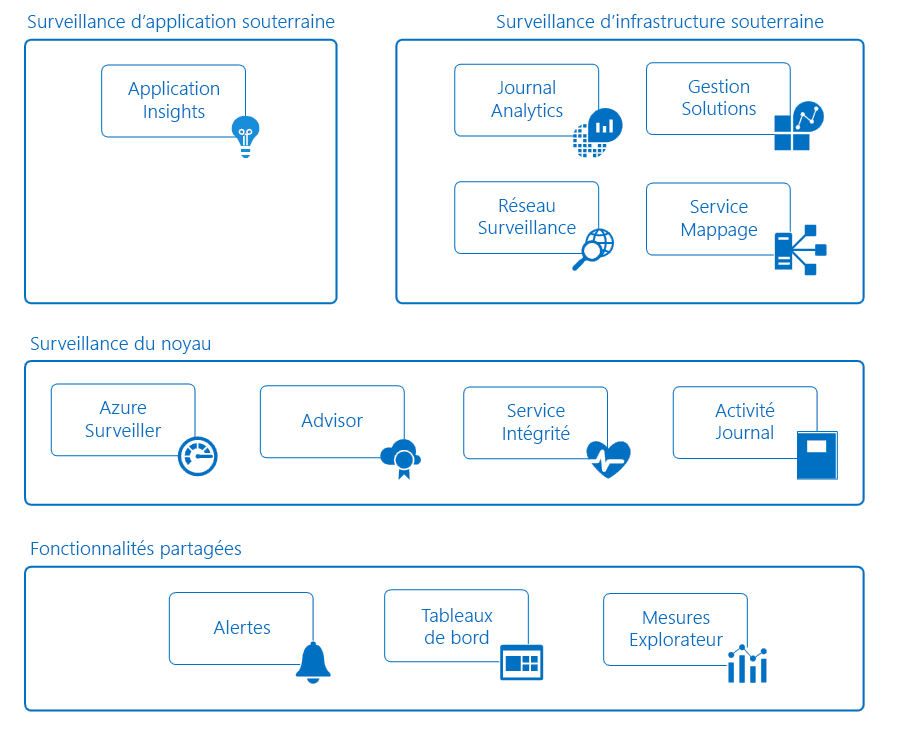 Surveillance d’application souterraine
Application
Insights
Surveillance d’infrastructure souterraine
Journal
Analytics
Gestion
Solutions
Réseau
Surveillance
Service
Mappage
Surveillance du noyau
Azure
Surveiller
Advisor
Service
Intégrité
Activité
Journal
Fonctionnalités partagées
Alertes
Tableaux
de bord
Mesures
Explorateur